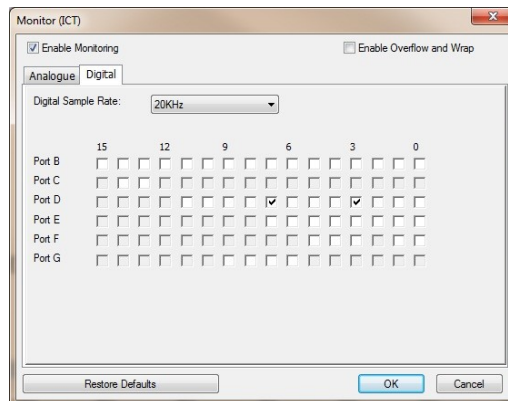 Monitor (ICT)
Enable Monitoring
Enable Overflow and Wrap
Analogue Digital
Digital Sample Rate: 20KHz
15 12 9 6 3 0
Port B
Port C
Port D
Port E
Port F
Port G
Restore Defaults OK Cancel